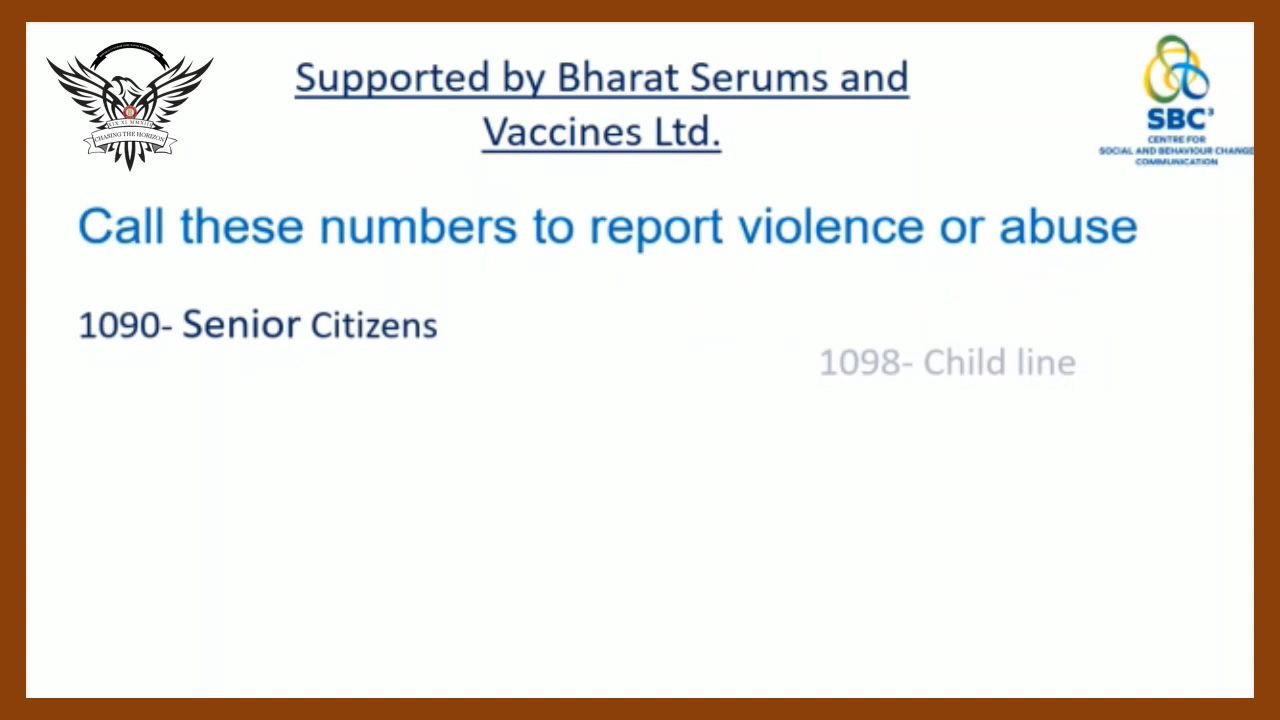 Supported by Bharat Serums and
Vaccines Ltd.
CHASING THE HORIZON
SBC³
CENTRE FOR
SOCIAL AND BEHAVIOUR CHANGE
COMMUNICATION
Call these numbers to report violence or abuse
1090- Senior Citizens
1098- Child line